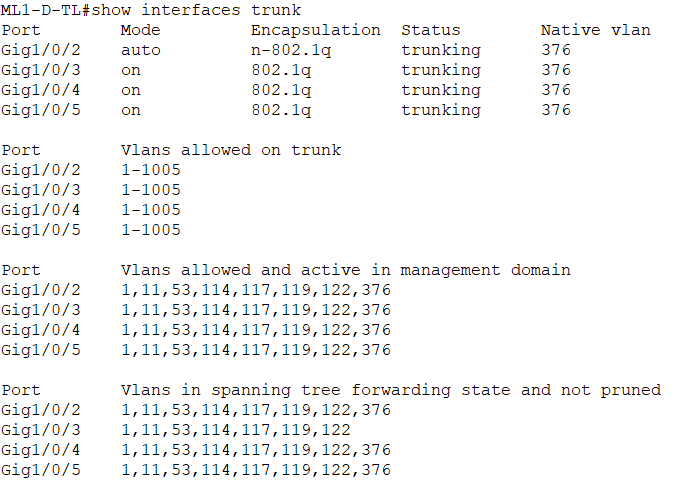 ML1-D-TL#show interfaces trunk
Port        Mode         Encapsulation  Status        Native vlan
Gig1/0/2    auto         n-802.1q       trunking      376
Gig1/0/3    on           802.1q         trunking      376
Gig1/0/4    on           802.1q         trunking      376
Gig1/0/5    on           802.1q         trunking      376

Port        Vlans allowed on trunk
Gig1/0/2    1-1005
Gig1/0/3    1-1005
Gig1/0/4    1-1005
Gig1/0/5    1-1005

Port        Vlans allowed and active in management domain
Gig1/0/2    1,11,53,114,117,119,122,376
Gig1/0/3    1,11,53,114,117,119,122,376
Gig1/0/4    1,11,53,114,117,119,122,376
Gig1/0/5    1,11,53,114,117,119,122,376

Port        Vlans in spanning tree forwarding state and not pruned
Gig1/0/2    1,11,53,114,117,119,122,376
Gig1/0/3    1,11,53,114,117,119,122
Gig1/0/4    1,11,53,114,117,119,122,376
Gig1/0/5    1,11,53,114,117,119,122,376